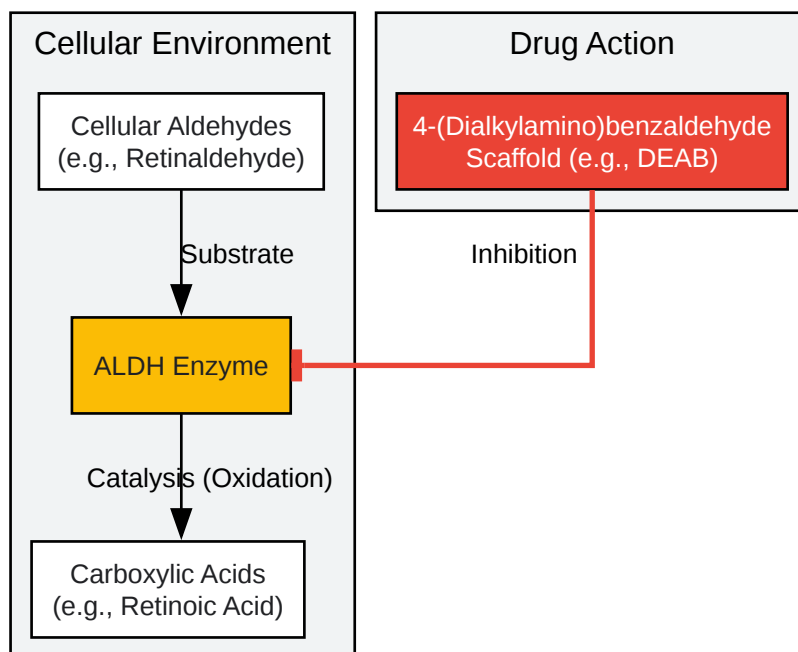 Cellular Environment
Cellular Aldehydes
(e.g., Retinaldehyde)
Substrate
ALDH Enzyme
Catalysis (Oxidation)
Carboxylic Acids
(e.g., Retinoic Acid)
Drug Action
4-(Dialkylamino)benzaldehyde
Scaffold (e.g., DEAB)
Inhibition